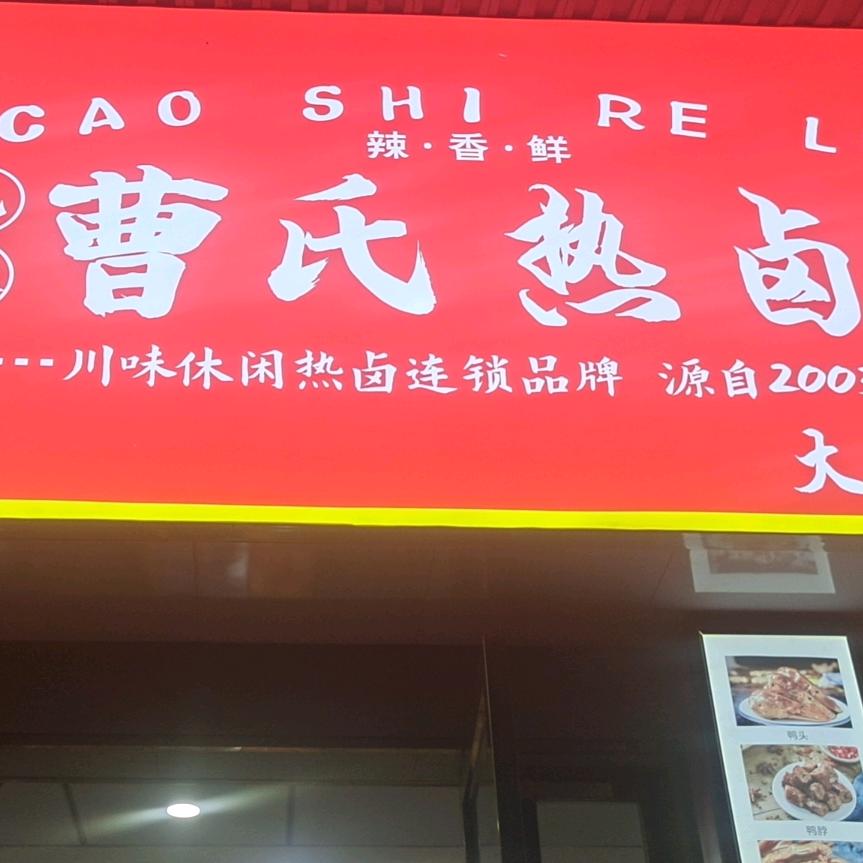 CAO SHI RE L
辣·香·鲜
曹氏热卤
川味休闲热卤连锁品牌 源自200
大
鸭头
鸭脖